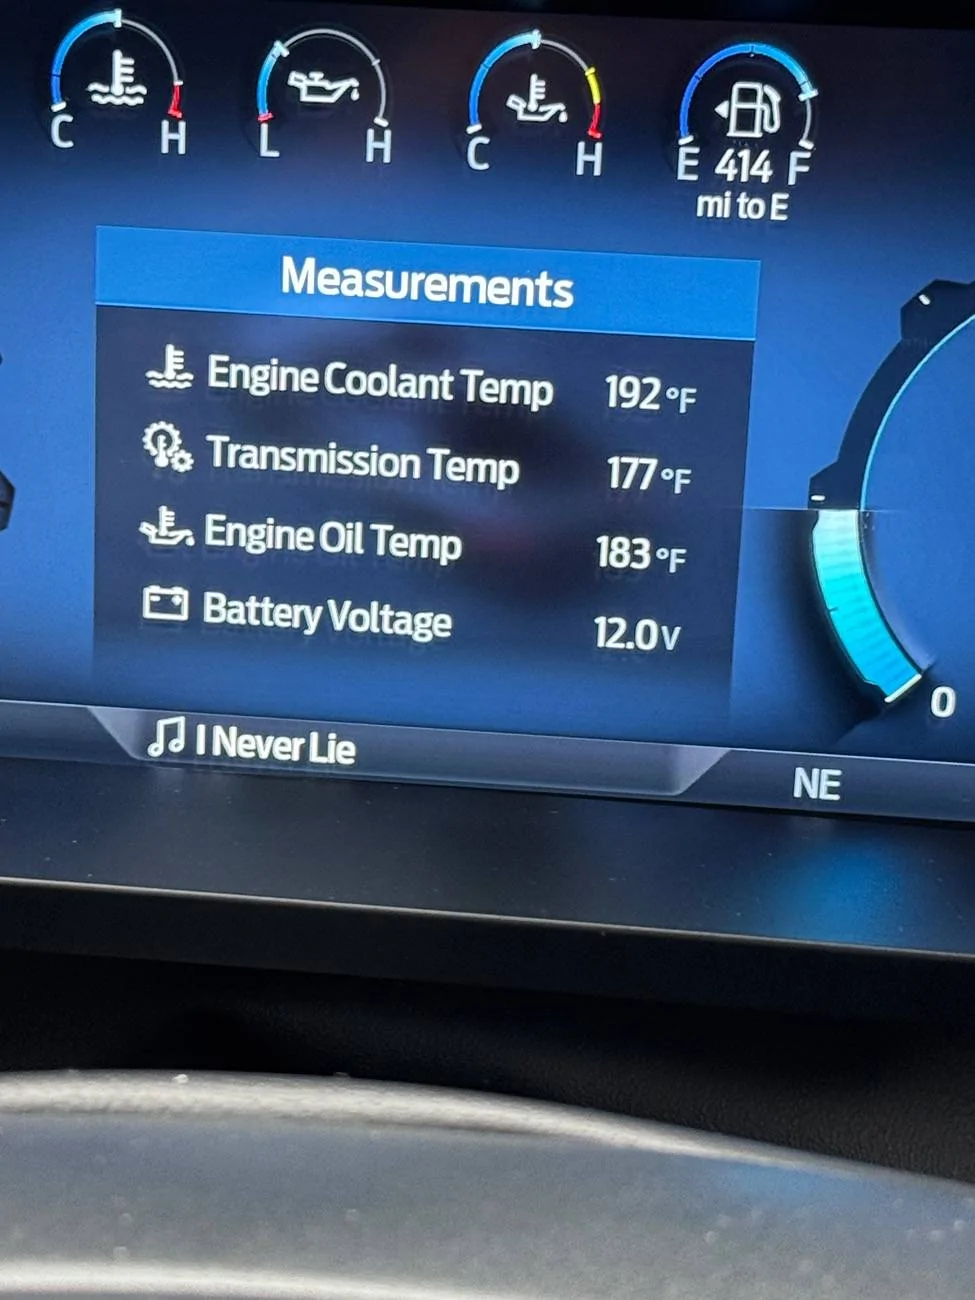 C H
L H
C H
E 414 F
mi to E
Measurements
Engine Coolant Temp 192 °F
Transmission Temp 177 °F
Engine Oil Temp 183 °F
Battery Voltage 12.0 V
0
I Never Lie
NE